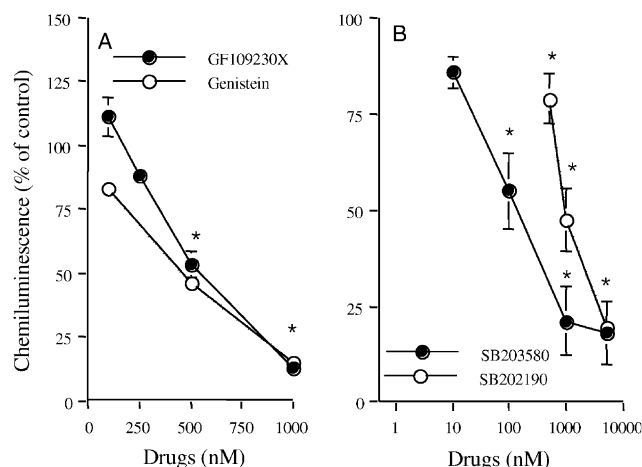 A
GF109230X
Genistein
150
125
100
75
50
25
0
*
*
0 250 500 750 1000
Drugs (nM)
Chemiluminescence (% of control)
B
SB203580
SB202190
100
75
50
25
0
*
*
*
*
*
1 10 100 1000 10000
Drugs (nM)